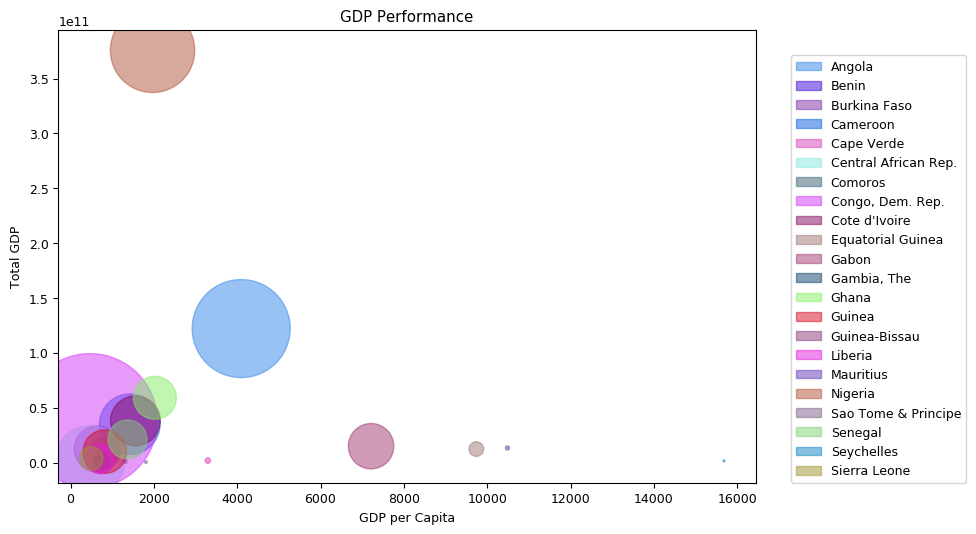 GDP Performance
1e11
3.5
3.0
2.5
2.0
1.5
1.0
0.5
0.0
Total GDP
0 2000 4000 6000 8000 10000 12000 14000 16000
GDP per Capita
Angola
Benin
Burkina Faso
Cameroon
Cape Verde
Central African Rep.
Comoros
Congo, Dem. Rep.
Cote d'Ivoire
Equatorial Guinea
Gabon
Gambia, The
Ghana
Guinea
Guinea-Bissau
Liberia
Mauritius
Nigeria
Sao Tome & Principe
Senegal
Seychelles
Sierra Leone